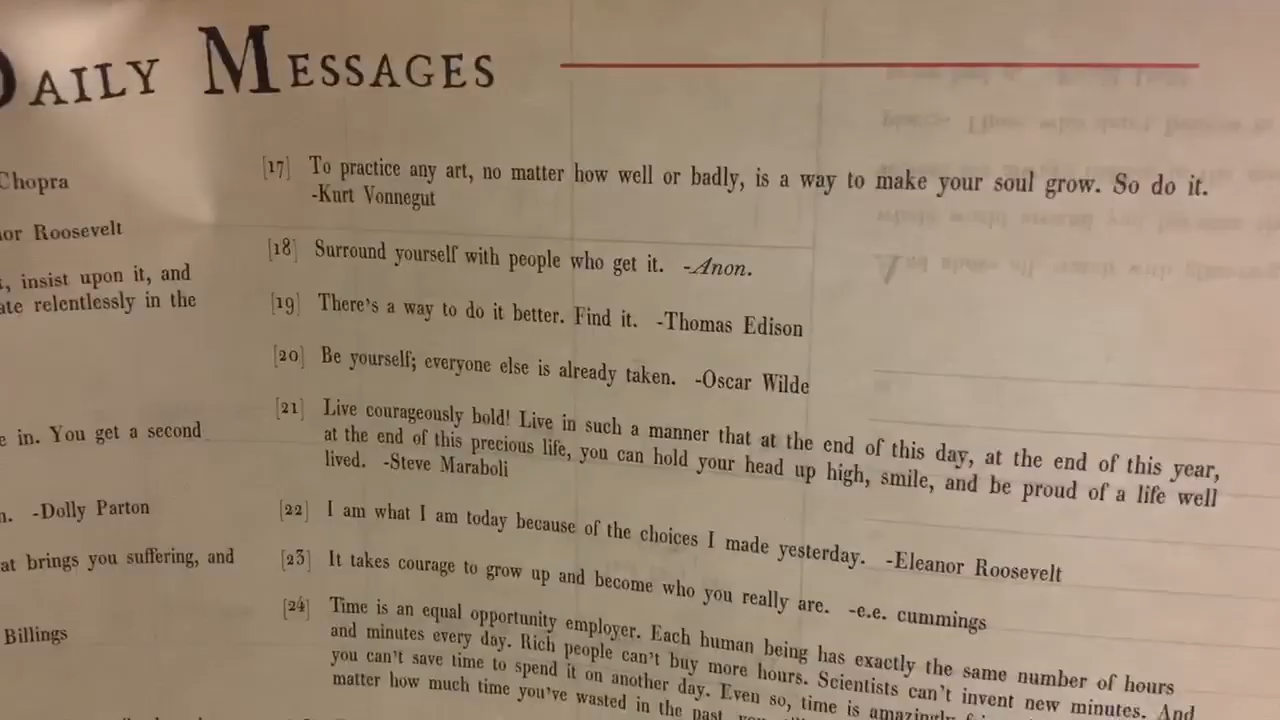 DAILY MESSAGES
Chopra
or Roosevelt
, insist upon it, and
relentlessly in the
in. You get a second
-Dolly Parton
brings you suffering, and
Billings
[17] To practice any art, no matter how well or badly, is a way to make your soul grow. So do it.
-Kurt Vonnegut
[18] Surround yourself with people who get it. -Anon.
[19] There's a way to do it better. Find it. -Thomas Edison
[20] Be yourself; everyone else is already taken. -Oscar Wilde
[21] Live courageously bold! Live in such a manner that at the end of this day, at the end of this year,
at the end of this precious life, you can hold your head up high, smile, and be proud of a life well
lived. -Steve Maraboli
[22] I am what I am today because of the choices I made yesterday. -Eleanor Roosevelt
[23] It takes courage to grow up and become who you really are. -e.e. cummings
[24] Time is an equal opportunity employer. Each human being has exactly the same number of hours
and minutes every day. Rich people can't buy more hours. Scientists can't invent new minutes. And
you can't save time to spend it on another day. Even so, time is
matter how much time you've wasted in the past,